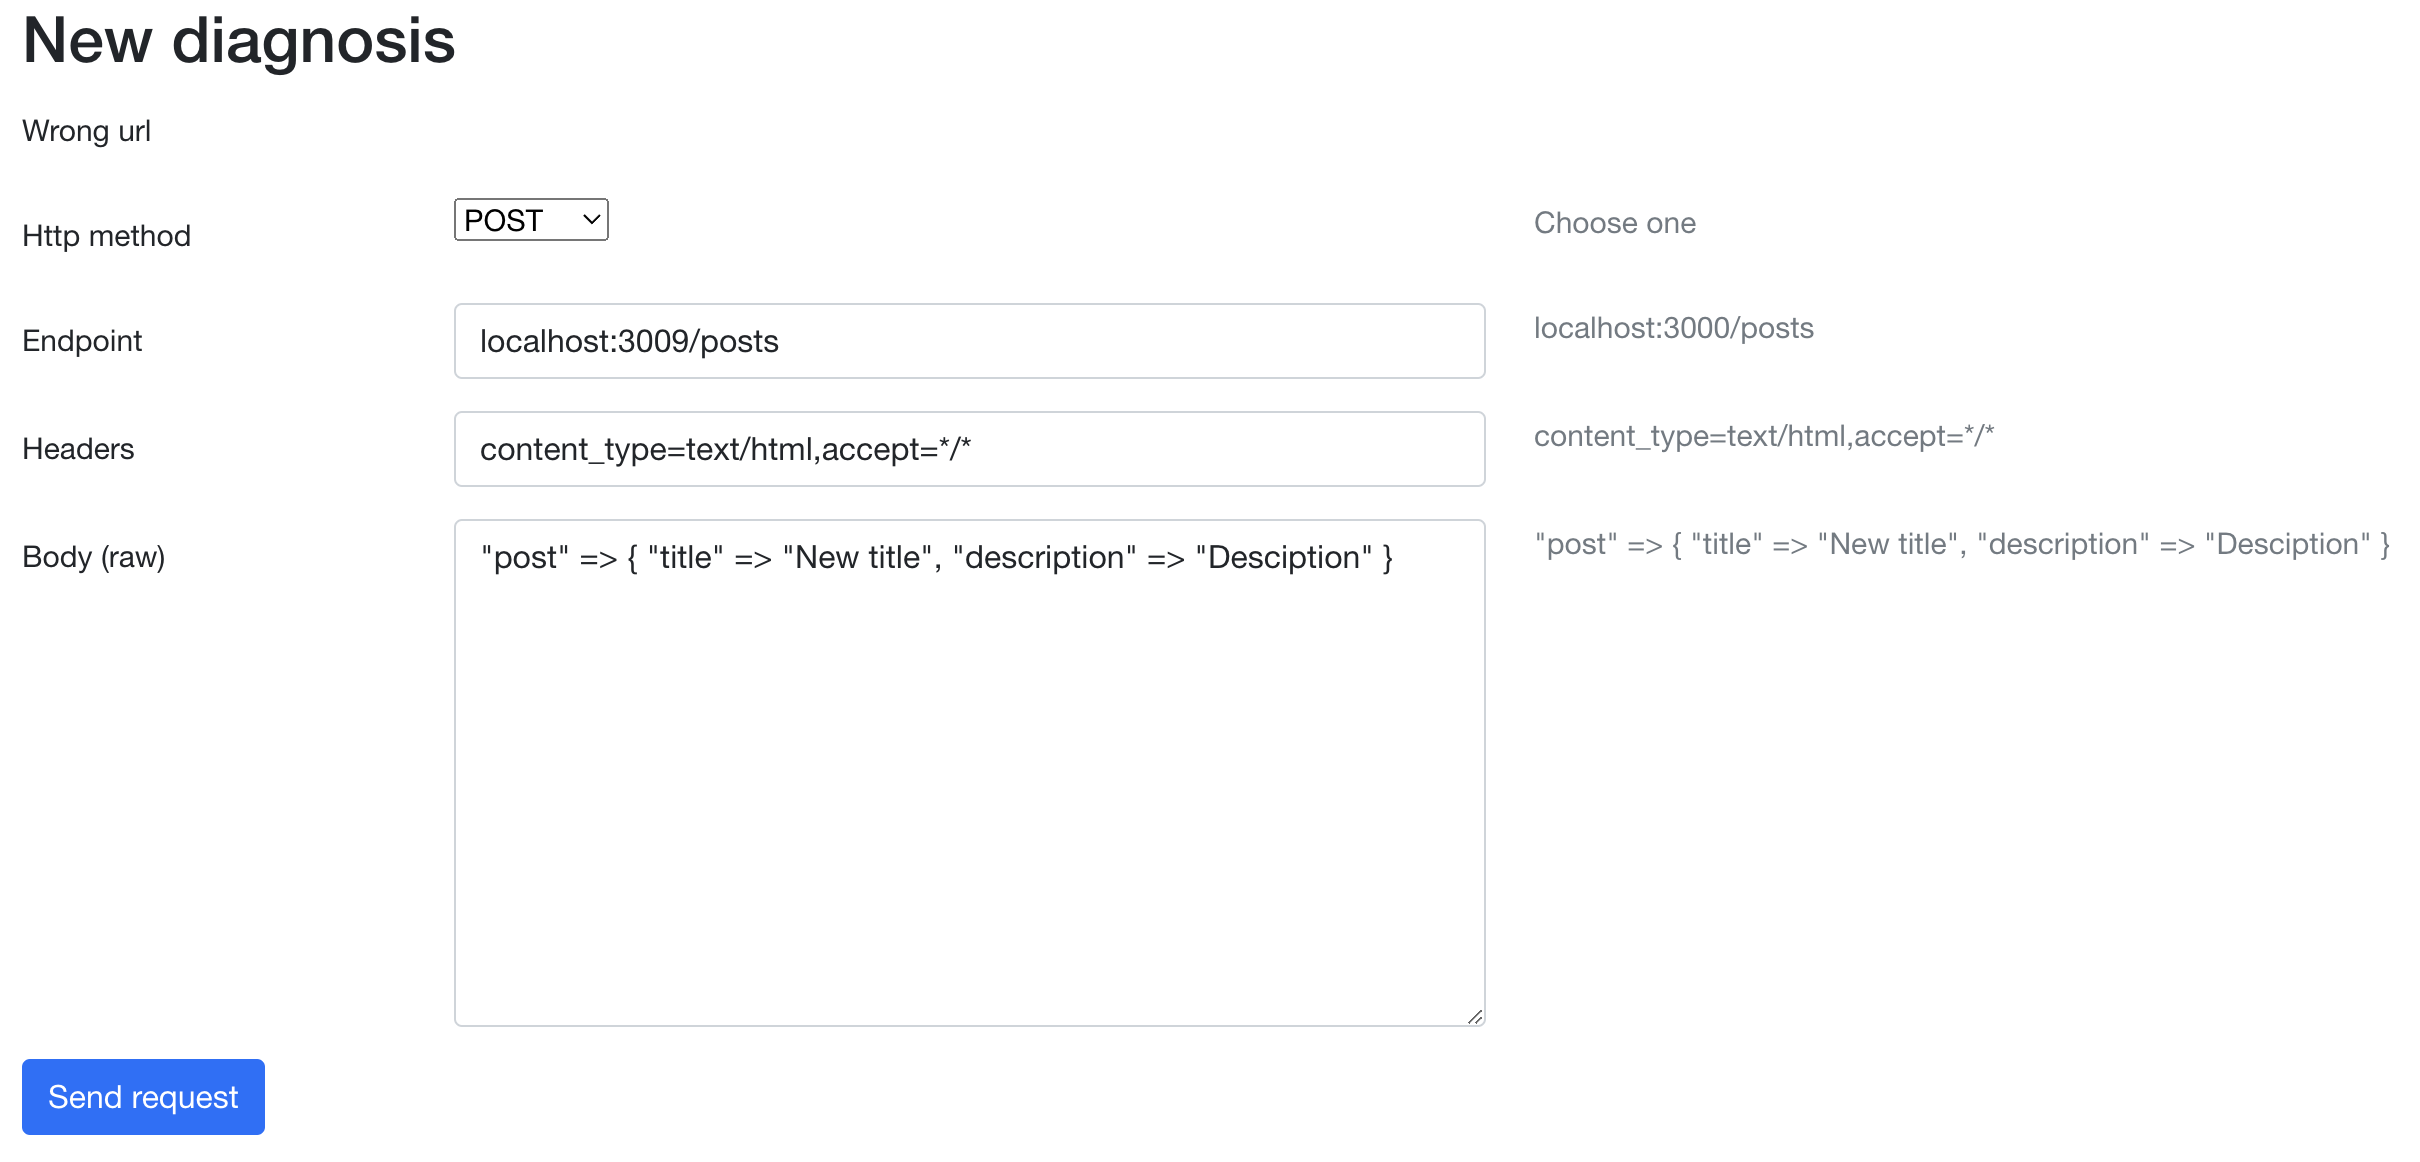 New diagnosis
Wrong url
Http method POST Choose one
Endpoint localhost:3009/posts localhost:3000/posts
Headers content_type=text/html,accept=*/* content_type=text/html,accept=*/*
Body (raw) "post" => { "title" => "New title", "description" => "Desciption" } "post" => { "title" => "New title", "description" => "Desciption" }
Send request